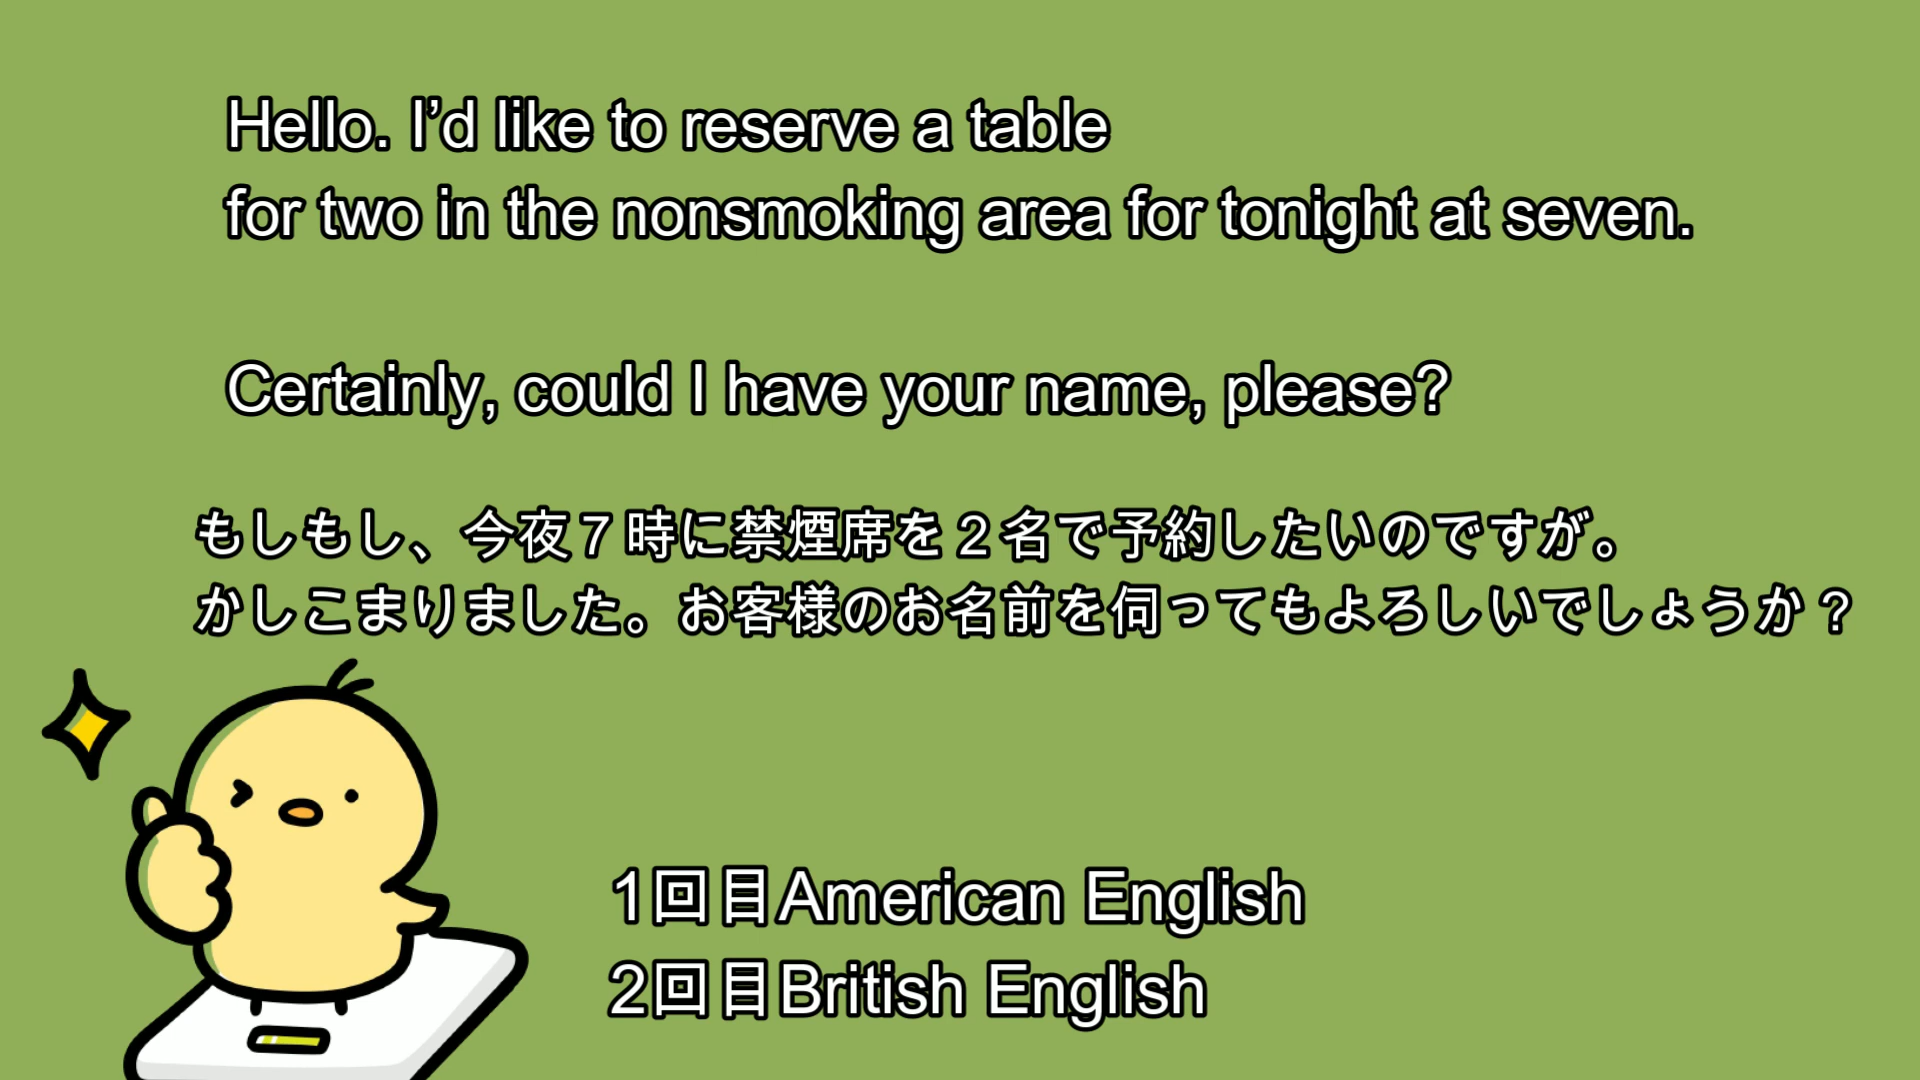 Hello. I’d like to reserve a table
for two in the nonsmoking area for tonight at seven.
Certainly, could I have your name, please?
もしもし、今夜７時に禁煙席を２名で予約したいのですが。
かしこまりました。お客様のお名前を伺ってもよろしいでしょうか？
1回目American English
2回目British English